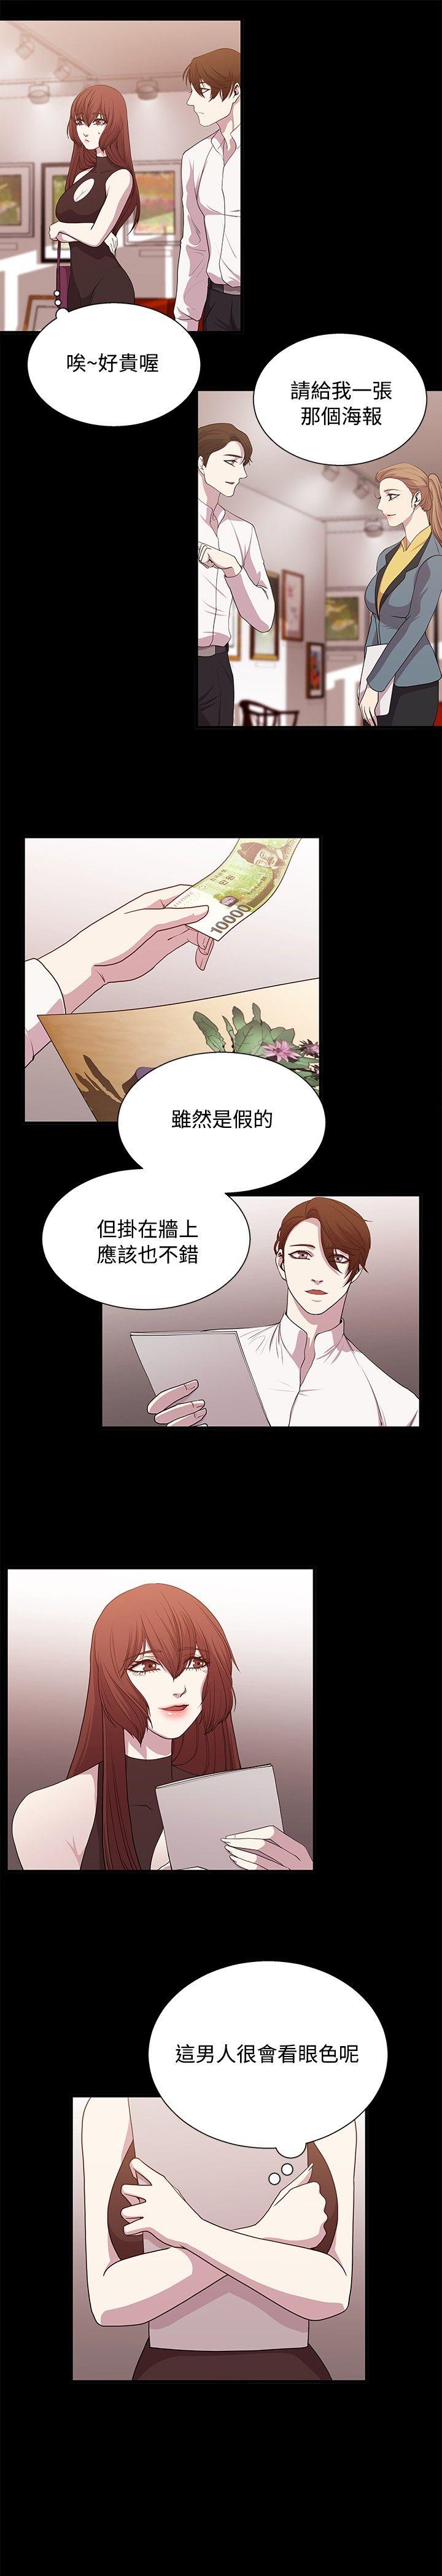 唉~好貴喔
請給我一張
那個海報
10000
雖然是假的
但掛在牆上
應該也不錯
這男人很會看眼色呢